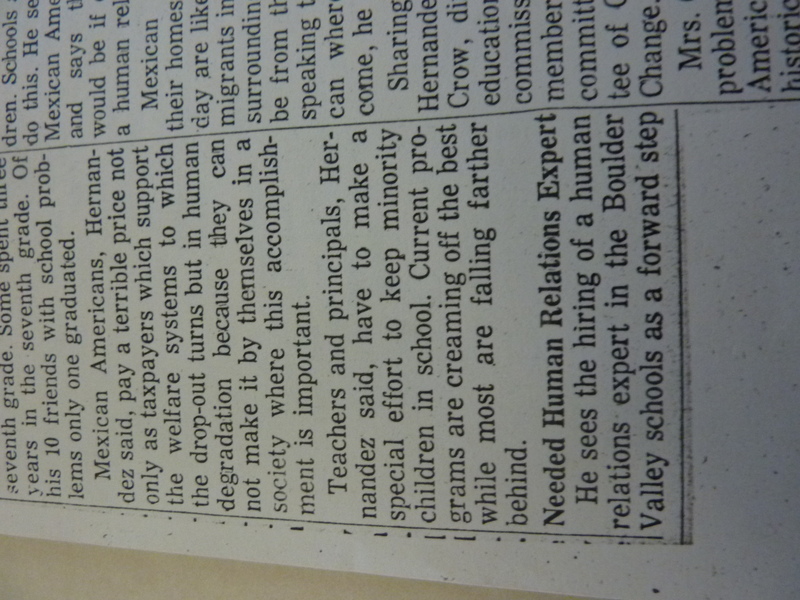 seventh grade. Some spent three
years in the seventh grade. Of
his 10 friends with school prob-
lems only one graduated.
Mexican Americans, Hernan-
dez said, pay a terrible price not
only as taxpayers which support
the welfare systems to which
the drop-out turns but in human
degradation because they can
not make it by themselves in a
society where this accomplish-
ment is important.
Teachers and principals, Her-
nandez said, have to make a
special effort to keep minority
children in school. Current pro-
grams are creaming off the best
while most are falling farther
behind.
Needed Human Relations Expert
He sees the hiring of a human
relations expert in the Boulder
Valley schools as a forward step
dren. Schools
do this. He se
Mexican Ame
and says th
would be if
a human rel
Mexican
their homes
day are like
migrants in
surroundin
be from th
speaking t
can wher
come, he
Sharing
Hernande
Crow, di
education
commiss
member
committ
tee of C
Change.
Mrs.
problem
Americ
historic